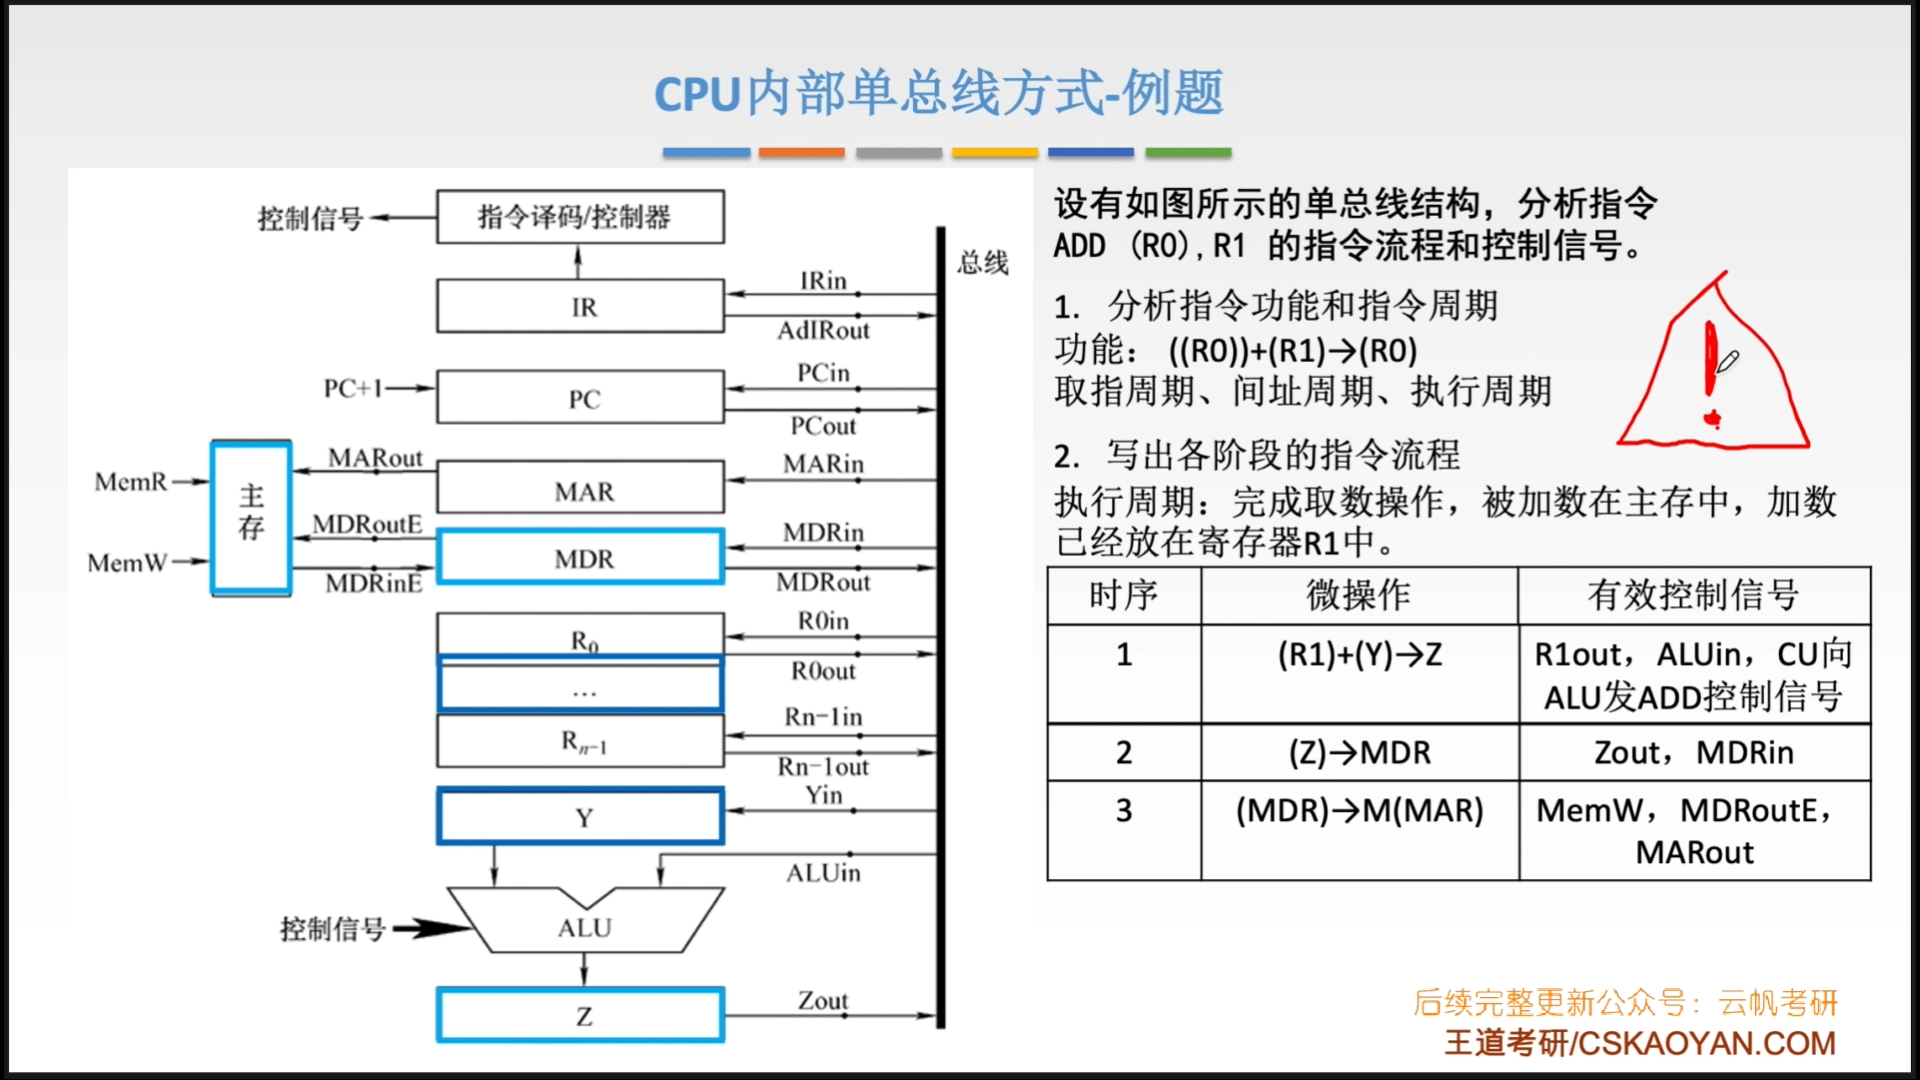 CPU内部单总线方式-例题
控制信号
指令译码/控制器
总线
IR
IRin
AdIRout
PC+1
PC
PCin
PCout
MemR
MemW
主
存
MARout
MAR
MARin
MDRoutE
MDRinE
MDR
MDRin
MDRout
R0
R0in
R0out
...
Rn-1
Rn-1in
Rn-1out
Y
Yin
ALUin
控制信号
ALU
Z
Zout
设有如图所示的单总线结构，分析指令
ADD (R0),R1 的指令流程和控制信号。
1. 分析指令功能和指令周期
功能： ((R0))+(R1)→(R0)
取指周期、间址周期、执行周期
2. 写出各阶段的指令流程
执行周期：完成取数操作，被加数在主存中，加数
已经放在寄存器R1中。
时序 微操作 有效控制信号
1 (R1)+(Y)→Z R1out，ALUin，CU向
ALU发ADD控制信号
2 (Z)→MDR Zout，MDRin
3 (MDR)→M(MAR) MemW，MDRoutE，
MARout
后续完整更新公众号：云帆考研
王道考研/CSKAOYAN.COM